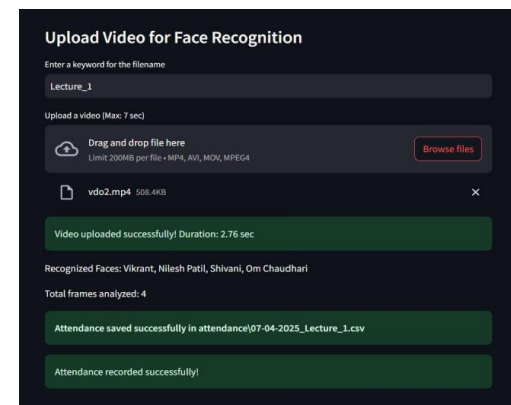 Upload Video for Face Recognition
Enter a keyword for the filename
Lecture_1
Upload a video (Max: 7 sec)
Drag and drop file here
Limit 200MB per file • MP4, AVI, MOV, MPEG4
Browse files
vdo2.mp4 508.4KB
Video uploaded successfully! Duration: 2.76 sec
Recognized Faces: Vikrant, Nilesh Patil, Shivani, Om Chaudhari
Total frames analyzed: 4
Attendance saved successfully in attendance\07-04-2025_Lecture_1.csv
Attendance recorded successfully!